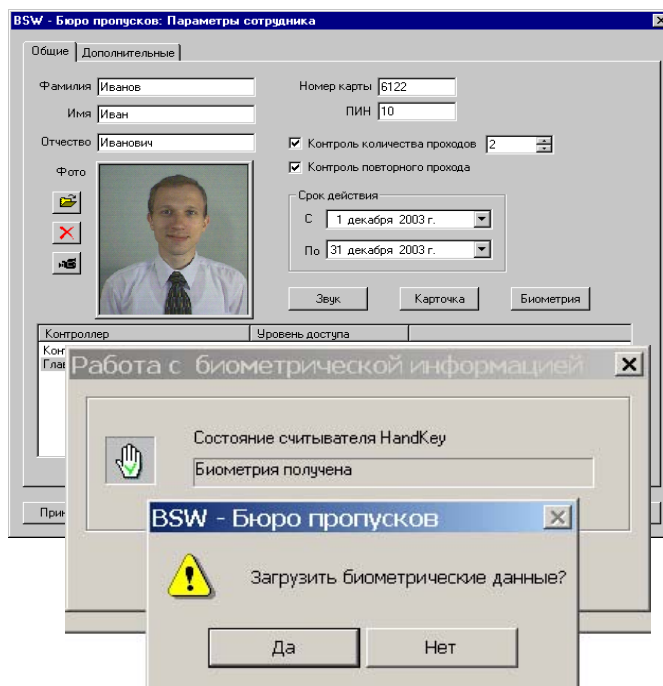 BSW - Бюро пропусков: Параметры сотрудника
Общие Дополнительные
Фамилия Иванов Номер карты 6122
Имя Иван ПИН 10
Отчество Иванович Контроль количества проходов 2
Фото Контроль повторного прохода
Срок действия
С 1 декабря 2003 г.
По 31 декабря 2003 г.
Звук Карточка Биометрия
Контроллер Уровень доступа
Работа с биометрической информацией
Состояние считывателя HandKey
Биометрия получена
BSW - Бюро пропусков
Загрузить биометрические данные?
Да Нет